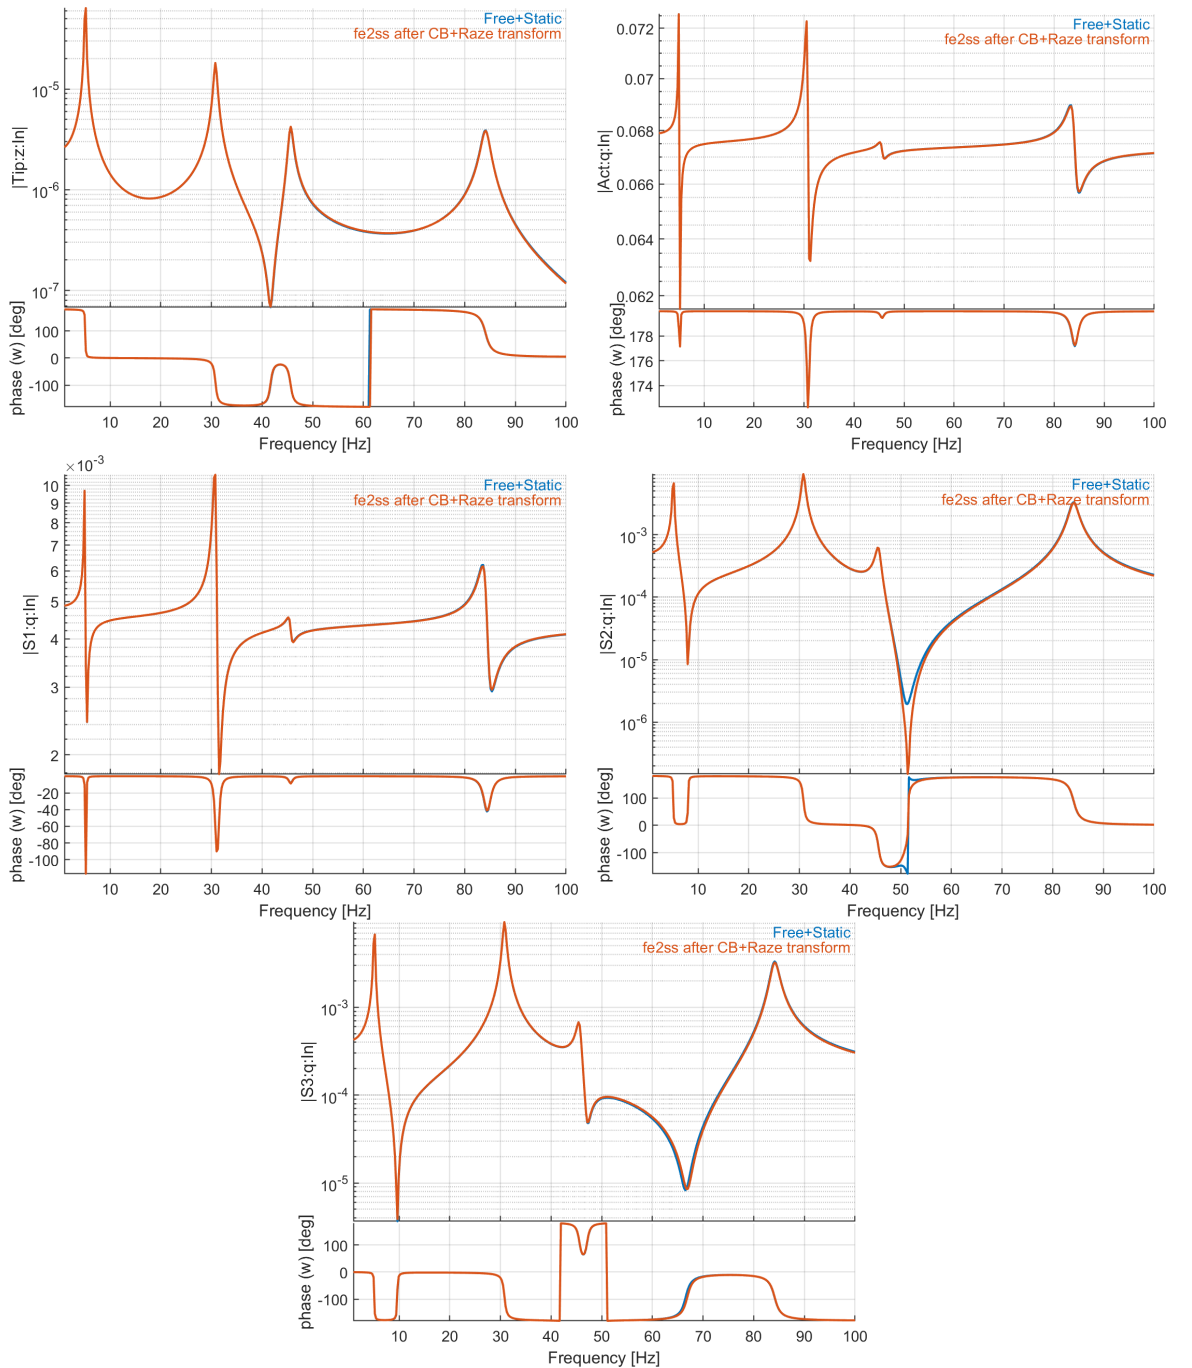 Free+Static
fe2ss after CB+Raze transform
|Tip:z:In|
10-5
10-6
10-7
phase (w) [deg]
100
0
-100
10 20 30 40 50 60 70 80 90 100
Frequency [Hz]
Free+Static
fe2ss after CB+Raze transform
|Act:q:In|
0.072
0.07
0.068
0.066
0.064
0.062
phase (w) [deg]
178
176
174
10 20 30 40 50 60 70 80 90 100
Frequency [Hz]
×10-3
Free+Static
fe2ss after CB+Raze transform
|S1:q:In|
10
9
8
7
6
5
4
3
2
phase (w) [deg]
-20
-40
-60
-80
-100
10 20 30 40 50 60 70 80 90 100
Frequency [Hz]
Free+Static
fe2ss after CB+Raze transform
|S2:q:In|
10-3
10-4
10-5
10-6
phase (w) [deg]
100
0
-100
10 20 30 40 50 60 70 80 90 100
Frequency [Hz]
Free+Static
fe2ss after CB+Raze transform
|S3:q:In|
10-3
10-4
10-5
phase (w) [deg]
100
0
-100
10 20 30 40 50 60 70 80 90 100
Frequency [Hz]